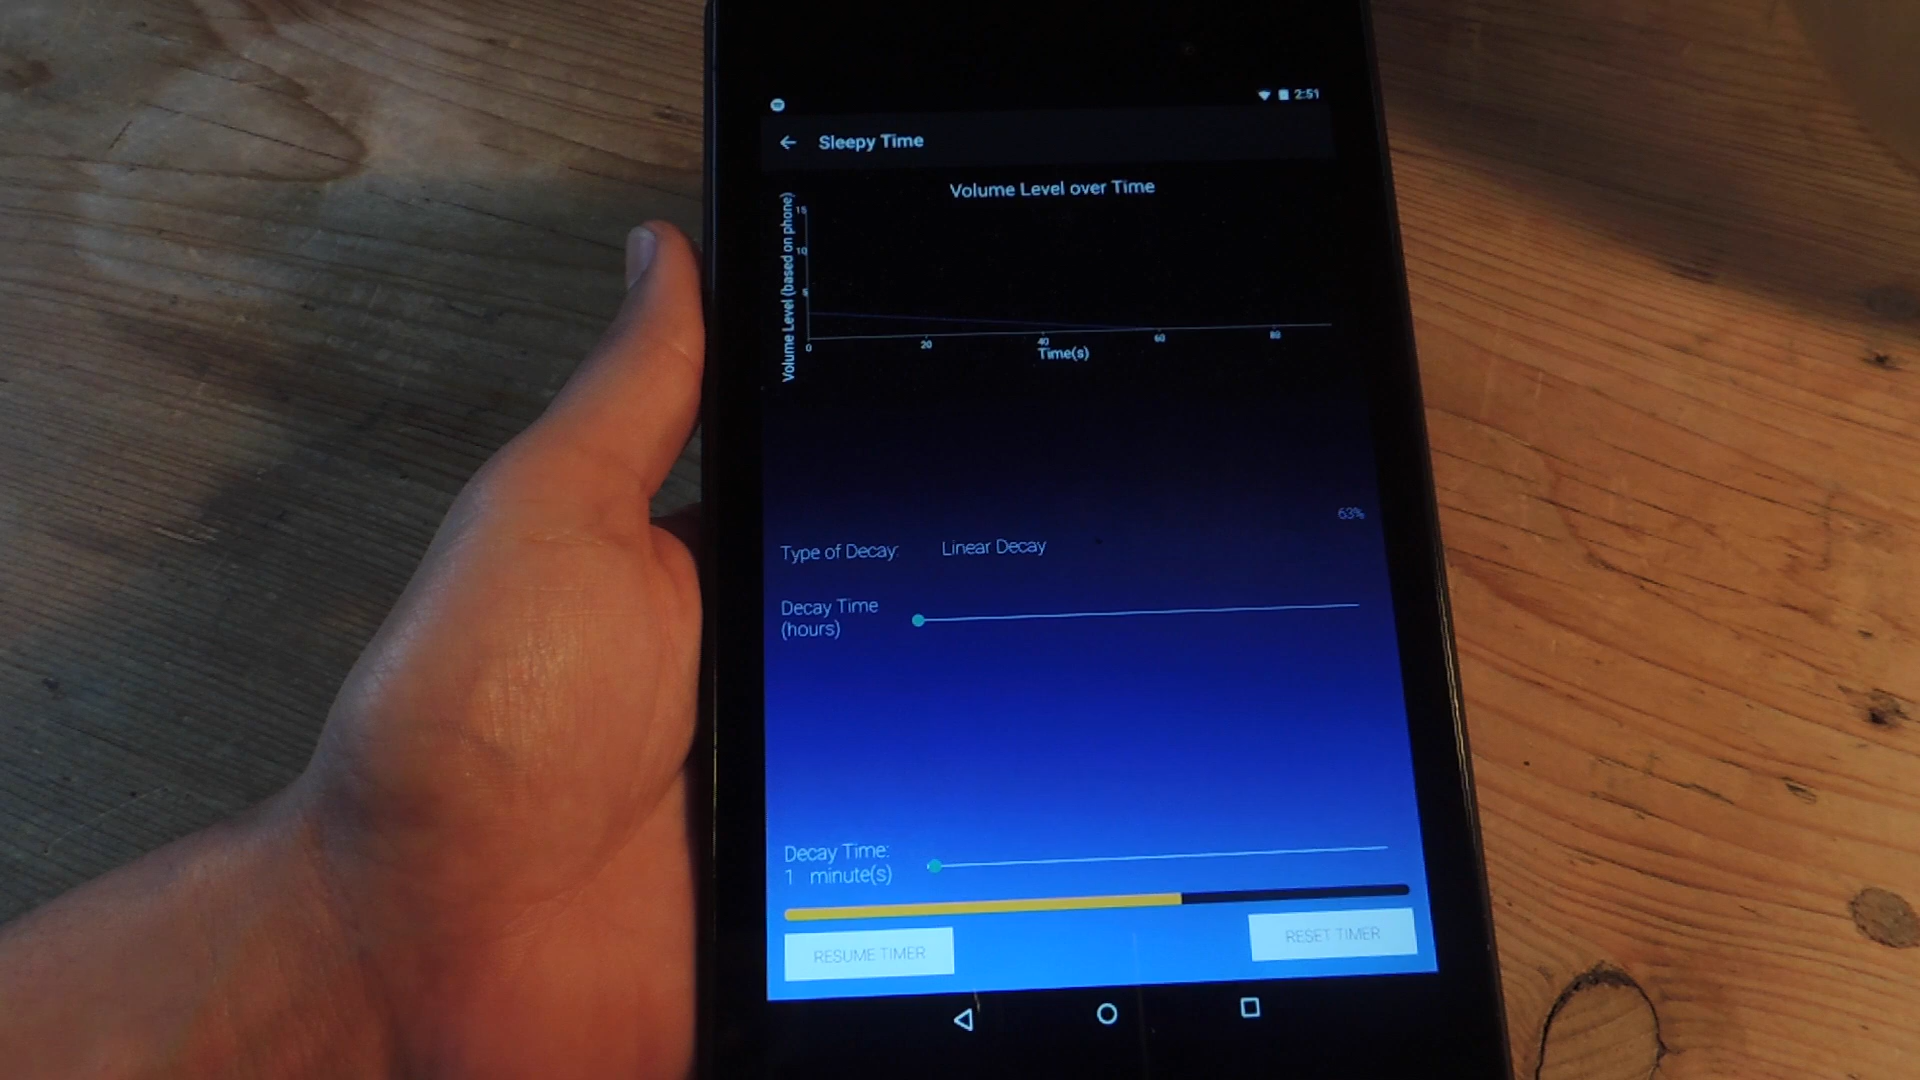 2:51
Sleepy Time
Volume Level over Time
Volume Level (based on phone)
15
10
5
0 20 40 60 80
Time(s)
63%
Type of Decay: Linear Decay
Decay Time
(hours)
Decay Time:
1 minute(s)
RESUME TIMER RESET TIMER